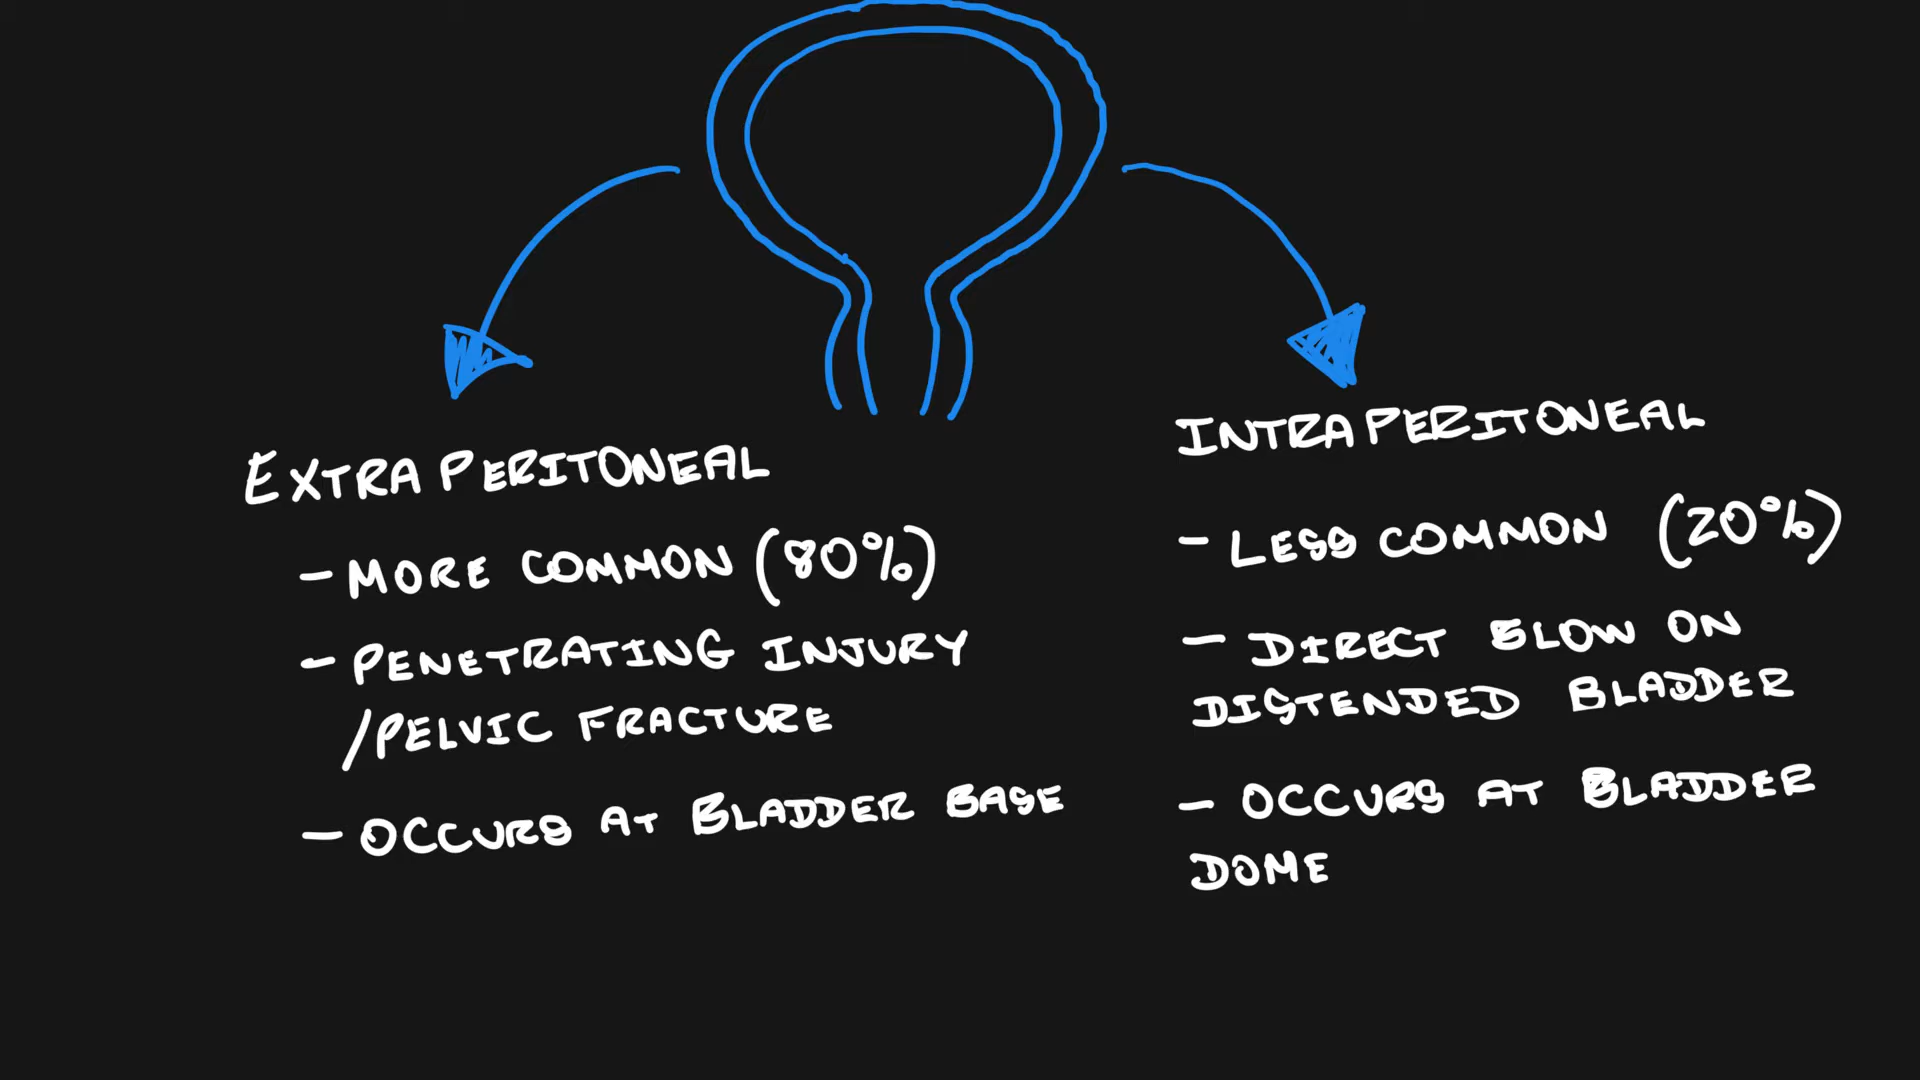 EXTRA PERITONEAL
- MORE COMMON (80%)
- PENETRATING INJURY
/PELVIC FRACTURE
- OCCURS AT BLADDER BASE
INTRA PERITONEAL
- LESS COMMON (20%)
- DIRECT BLOW ON
DISTENDED BLADDER
- OCCURS AT BLADDER
DOME